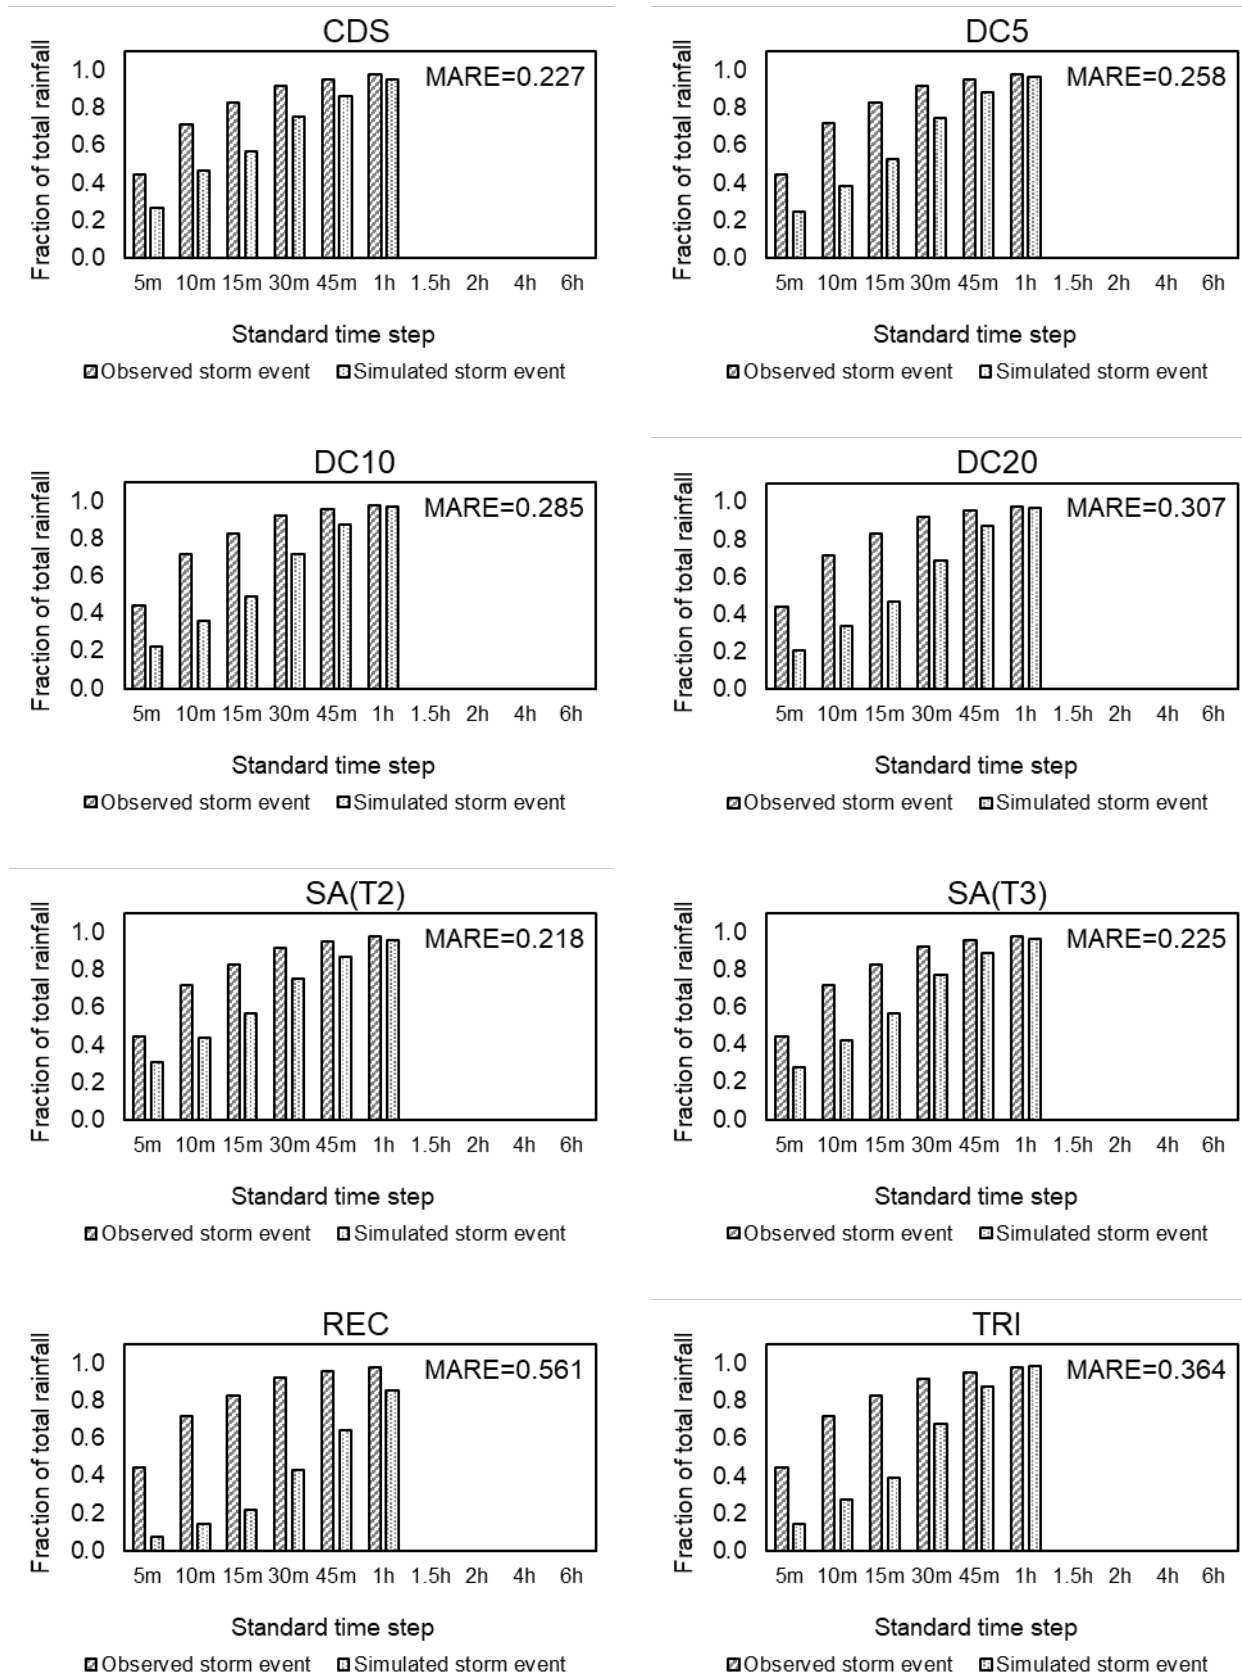 CDS
MARE=0.227
Fraction of total rainfall
1.0
0.8
0.6
0.4
0.2
0.0
5m 10m 15m 30m 45m 1h 1.5h 2h 4h 6h
Standard time step
Observed storm event Simulated storm event
DC5
MARE=0.258
Fraction of total rainfall
1.0
0.8
0.6
0.4
0.2
0.0
5m 10m 15m 30m 45m 1h 1.5h 2h 4h 6h
Standard time step
Observed storm event Simulated storm event
DC10
MARE=0.285
Fraction of total rainfall
1.0
0.8
0.6
0.4
0.2
0.0
5m 10m 15m 30m 45m 1h 1.5h 2h 4h 6h
Standard time step
Observed storm event Simulated storm event
DC20
MARE=0.307
Fraction of total rainfall
1.0
0.8
0.6
0.4
0.2
0.0
5m 10m 15m 30m 45m 1h 1.5h 2h 4h 6h
Standard time step
Observed storm event Simulated storm event
SA(T2)
MARE=0.218
Fraction of total rainfall
1.0
0.8
0.6
0.4
0.2
0.0
5m 10m 15m 30m 45m 1h 1.5h 2h 4h 6h
Standard time step
Observed storm event Simulated storm event
SA(T3)
MARE=0.225
Fraction of total rainfall
1.0
0.8
0.6
0.4
0.2
0.0
5m 10m 15m 30m 45m 1h 1.5h 2h 4h 6h
Standard time step
Observed storm event Simulated storm event
REC
MARE=0.561
Fraction of total rainfall
1.0
0.8
0.6
0.4
0.2
0.0
5m 10m 15m 30m 45m 1h 1.5h 2h 4h 6h
Standard time step
Observed storm event Simulated storm event
TRI
MARE=0.364
Fraction of total rainfall
1.0
0.8
0.6
0.4
0.2
0.0
5m 10m 15m 30m 45m 1h 1.5h 2h 4h 6h
Standard time step
Observed storm event Simulated storm event